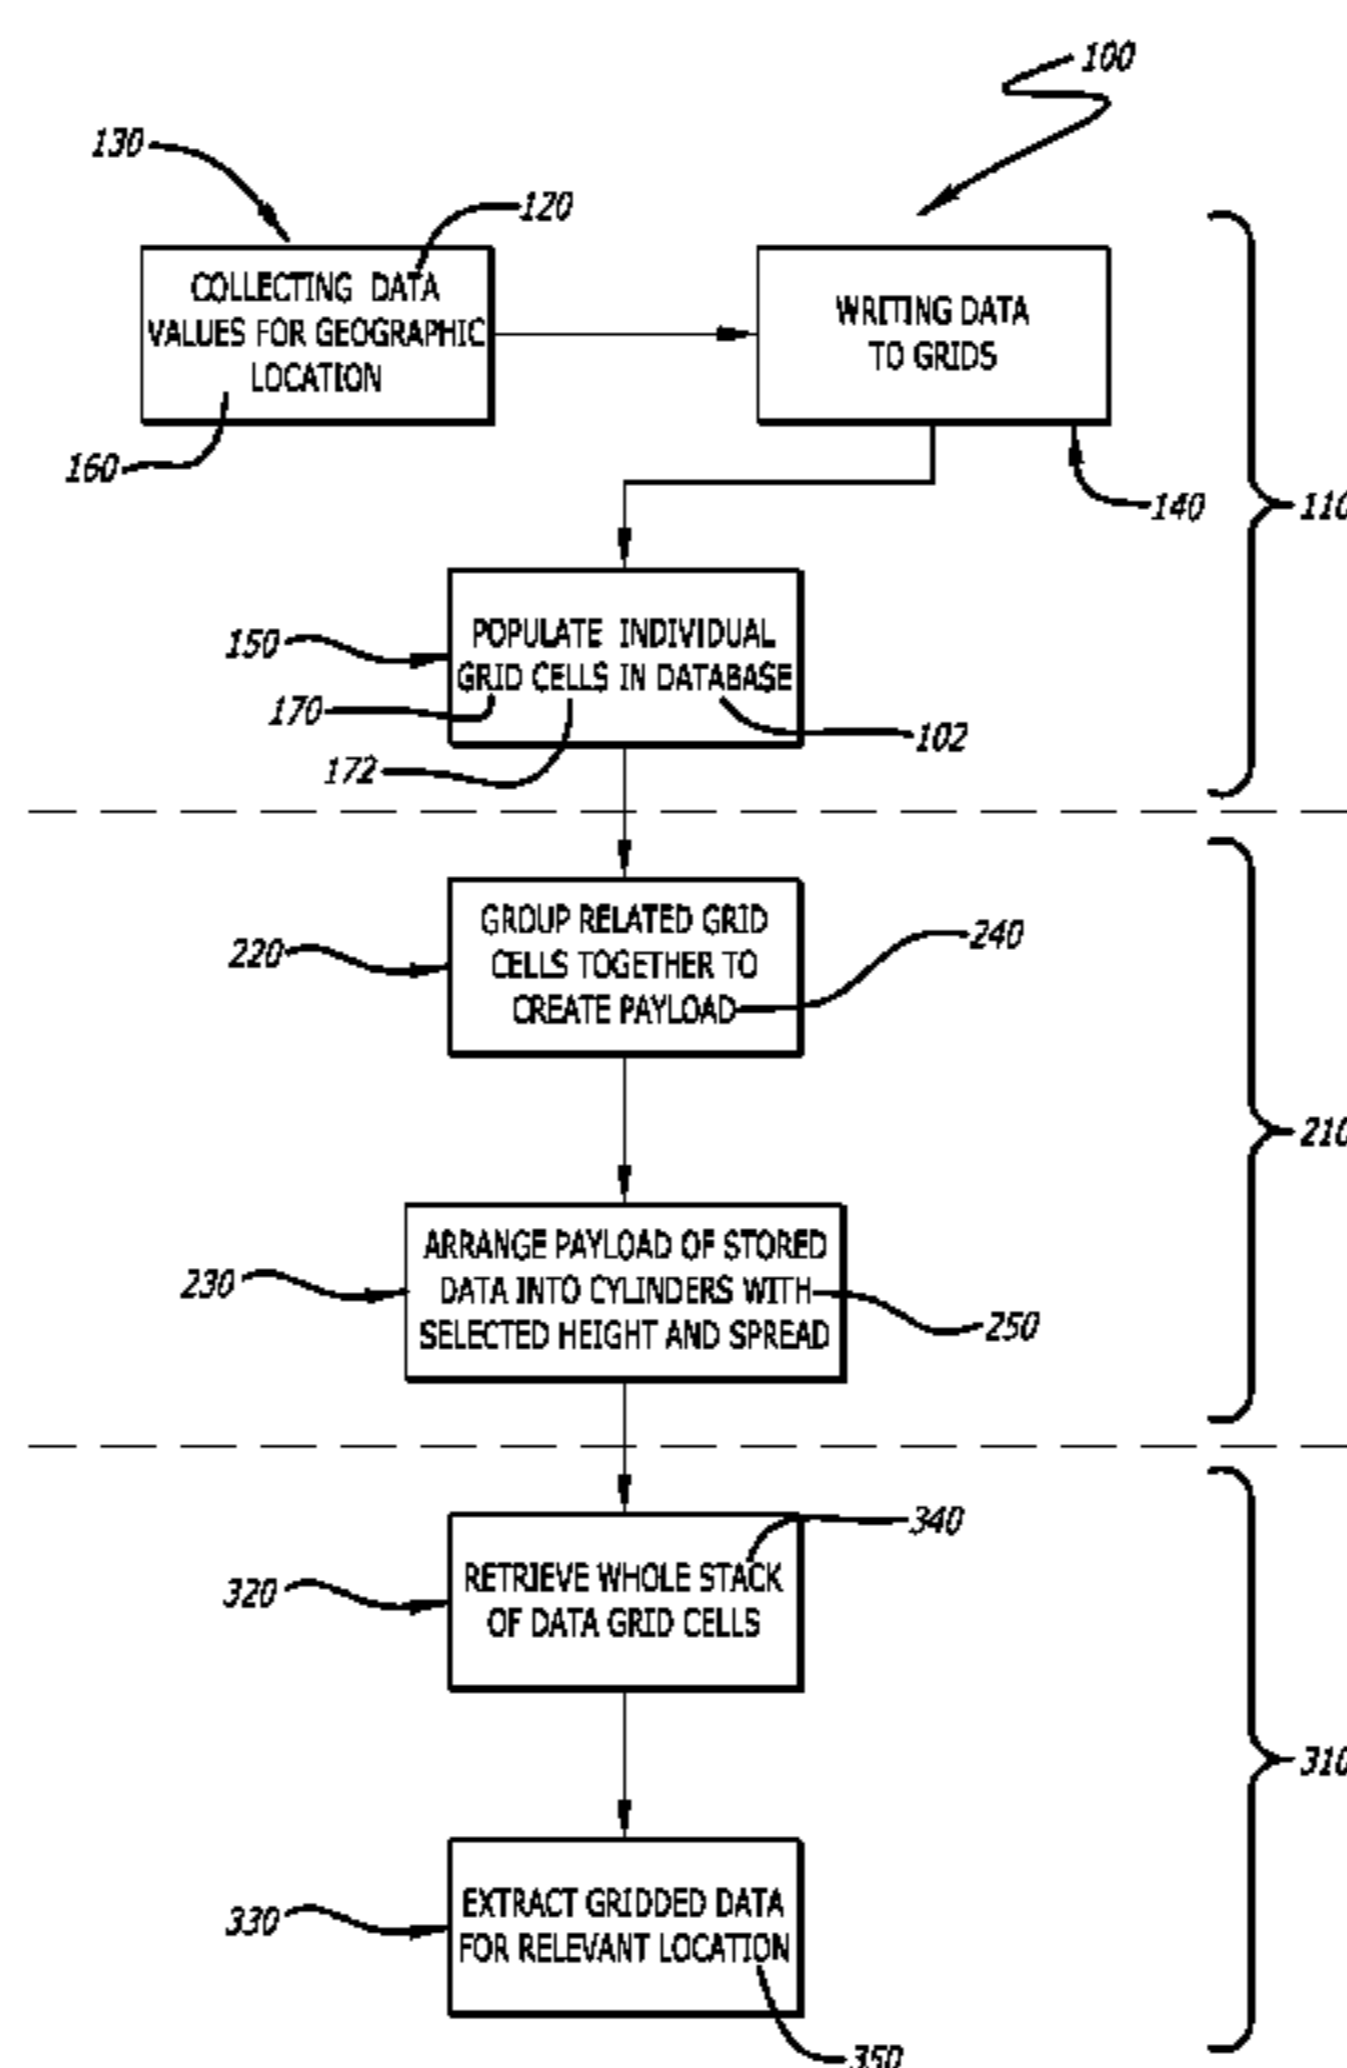 100
130
120
COLLECTING DATA
VALUES FOR GEOGRAPHIC
LOCATION
WRITING DATA
TO GRIDS
160
140
110
150
POPULATE INDIVIDUAL
GRID CELLS IN DATABASE
170
102
172
220
GROUP RELATED GRID
CELLS TOGETHER TO
CREATE PAYLOAD
240
210
230
ARRANGE PAYLOAD OF STORED
DATA INTO CYLINDERS WITH
SELECTED HEIGHT AND SPREAD
250
340
320
RETRIEVE WHOLE STACK
OF DATA GRID CELLS
310
330
EXTRACT GRIDDED DATA
FOR RELEVANT LOCATION
350